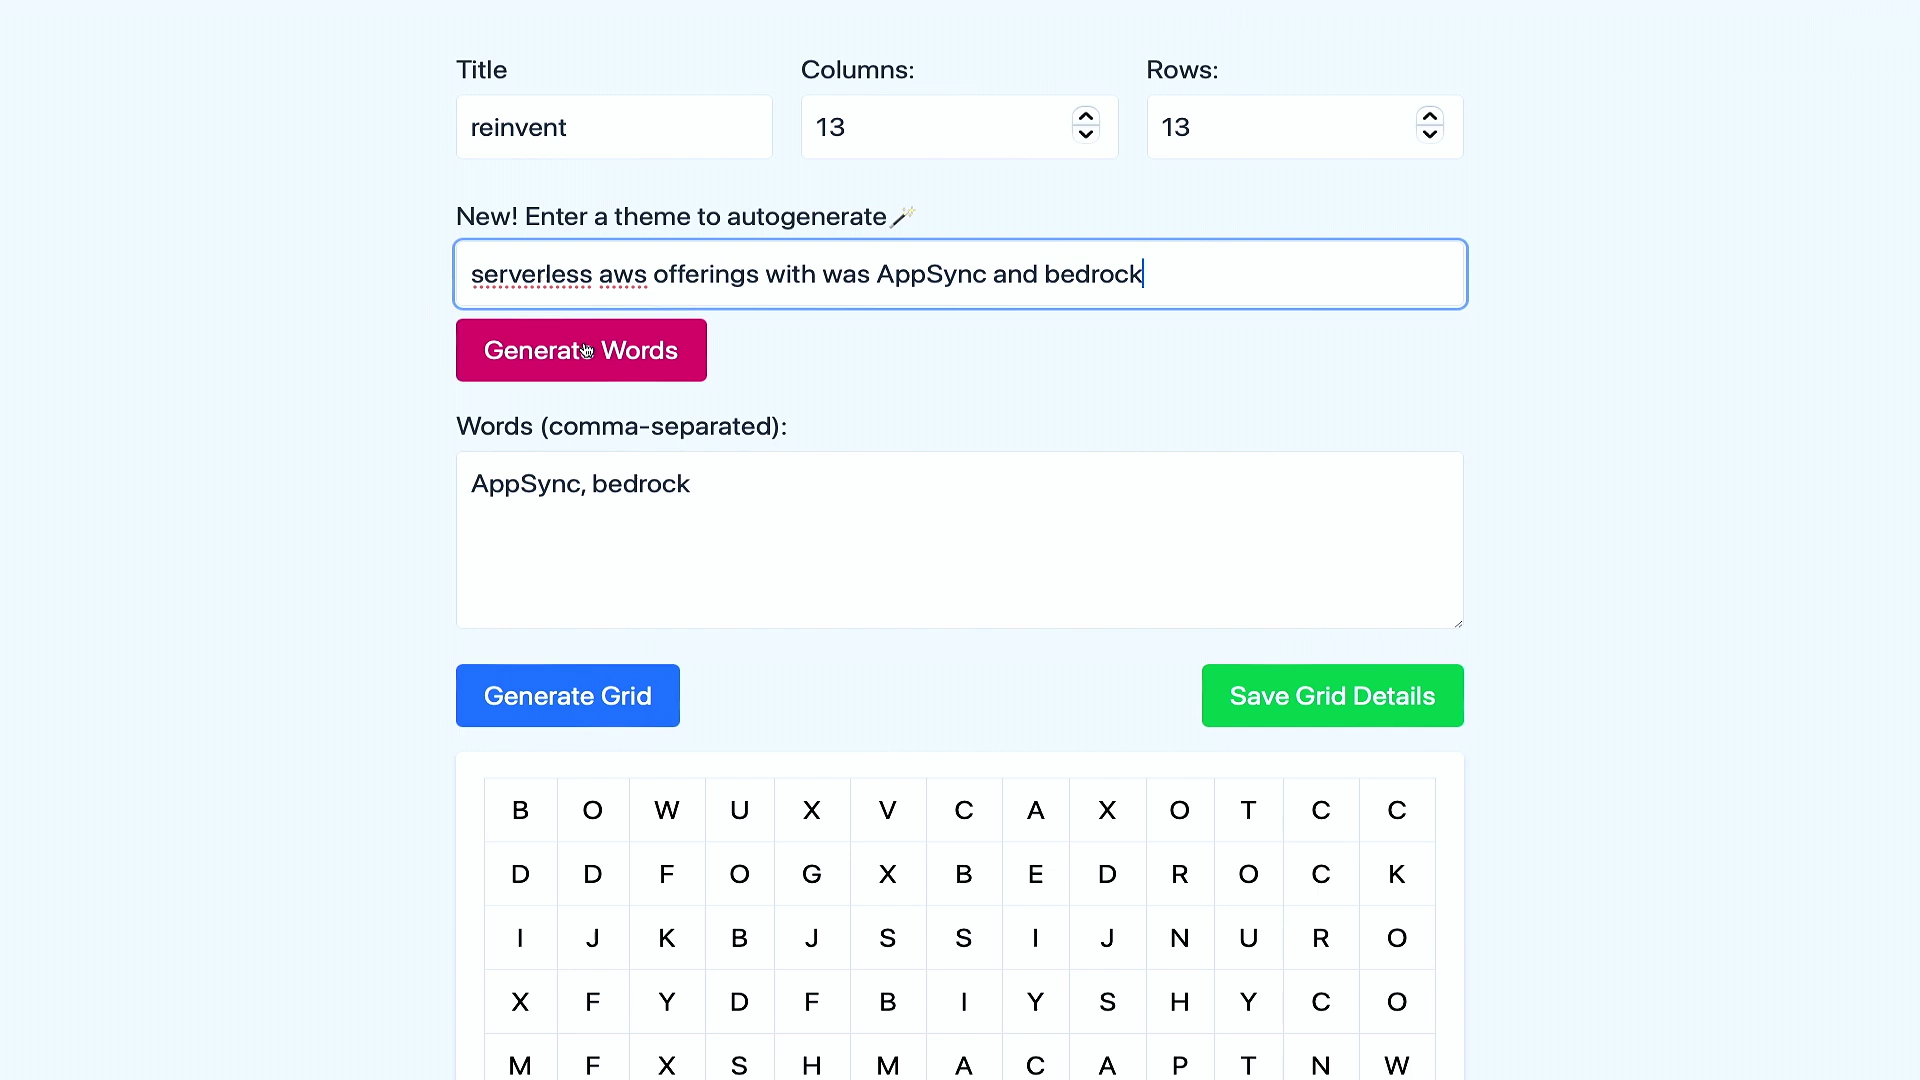 Title Columns: Rows:
reinvent 13 13
New! Enter a theme to autogenerate
serverless aws offerings with was AppSync and bedrock
Generate Words
Words (comma-separated):
AppSync, bedrock
Generate Grid Save Grid Details
B O W U X V C A X O T C C
D D F O G X B E D R O C K
I J K B J S S I J N U R O
X F Y D F B I Y S H Y C O
M F X S H M A C A P T N W